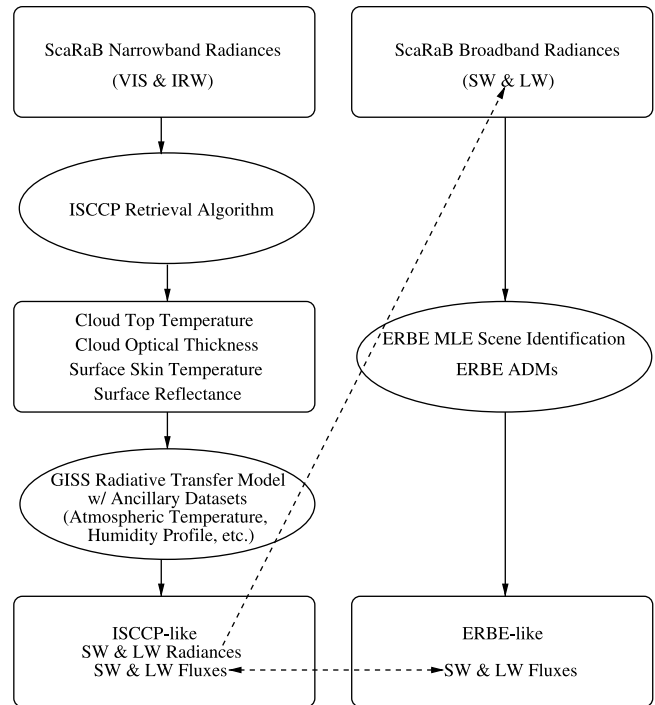 ScaRaB Narrowband Radiances
(VIS & IRW)
ISCCP Retrieval Algorithm
Cloud Top Temperature
Cloud Optical Thickness
Surface Skin Temperature
Surface Reflectance
GISS Radiative Transfer Model
w/ Ancillary Datasets
(Atmospheric Temperature,
Humidity Profile, etc.)
ISCCP-like
SW & LW Radiances
SW & LW Fluxes
ScaRaB Broadband Radiances
(SW & LW)
ERBE MLE Scene Identification
ERBE ADMs
ERBE-like
SW & LW Fluxes